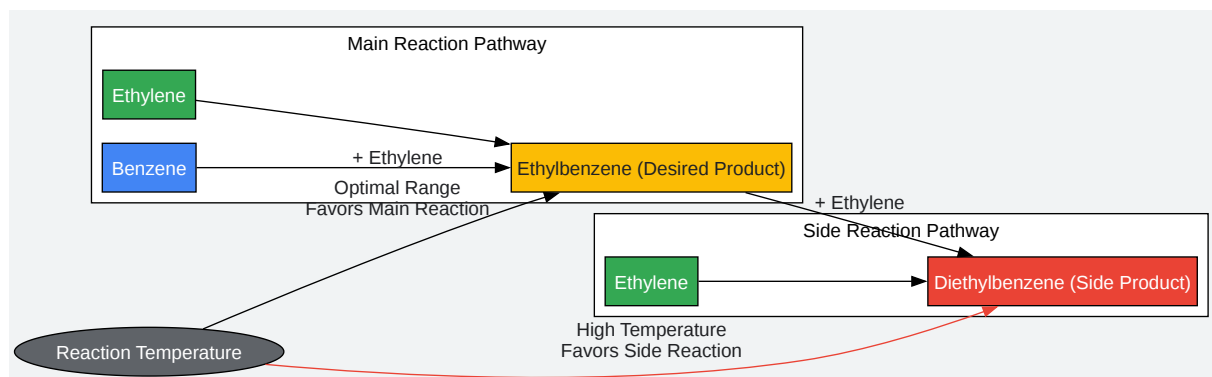 Main Reaction Pathway
Ethylene
Benzene
+ Ethylene
Ethylbenzene (Desired Product)
Optimal Range
Favors Main Reaction
+ Ethylene
Side Reaction Pathway
Ethylene
Diethylbenzene (Side Product)
High Temperature
Favors Side Reaction
Reaction Temperature